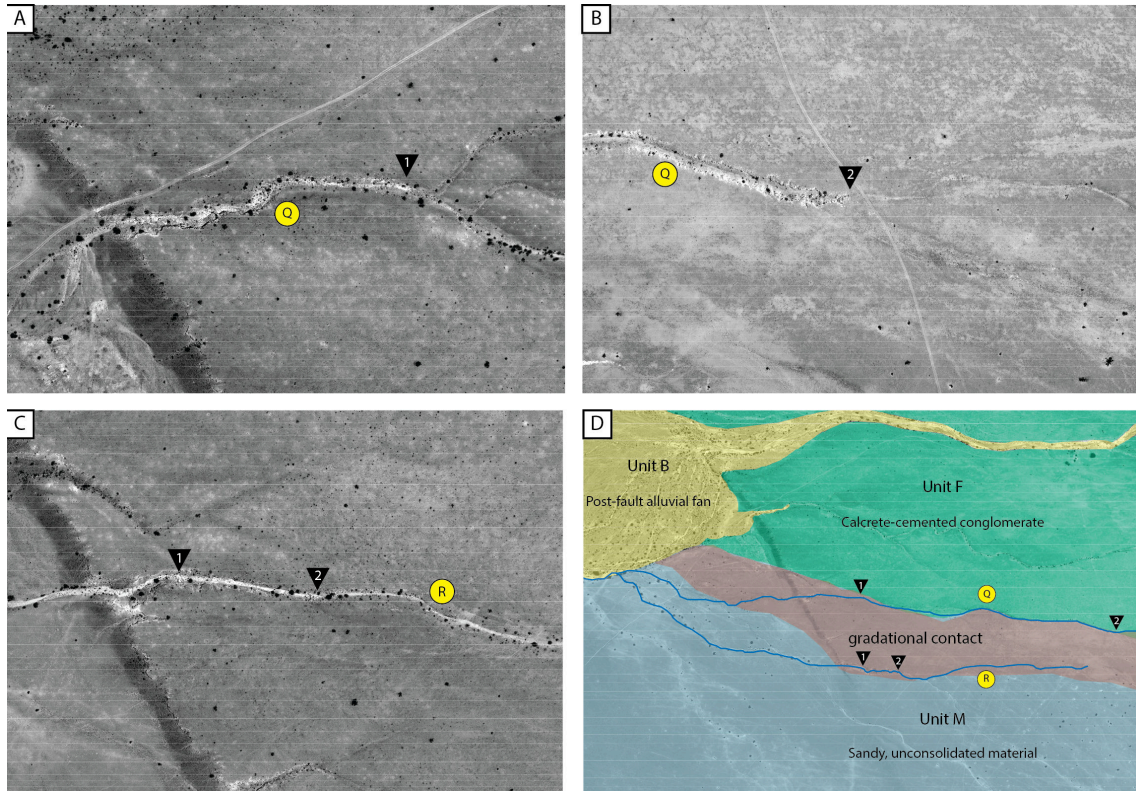 A
1
Q
B
2
Q
C
1
2
R
D
Unit B
Post-fault alluvial fan
Unit F
Calcrete-cemented conglomerate
1
Q
2
gradational contact
1
2
R
Unit M
Sandy, unconsolidated material